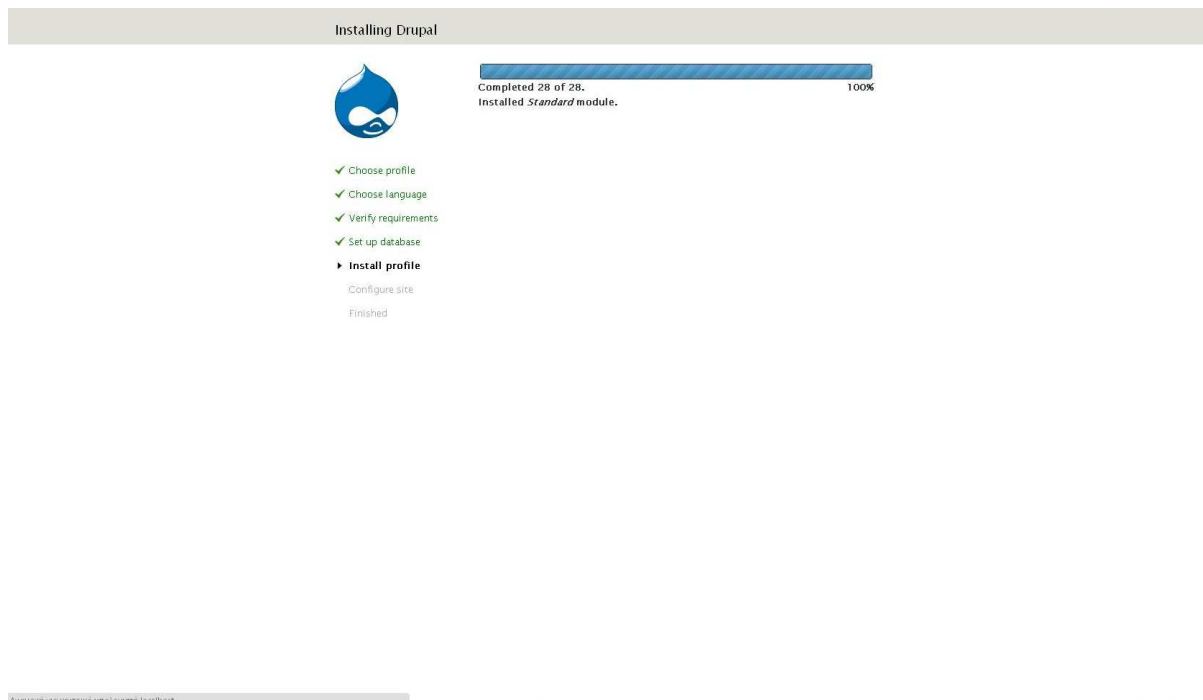 Installing Drupal
Completed 28 of 28. 100%
Installed Standard module.
Choose profile
Choose language
Verify requirements
Set up database
Install profile
Configure site
Finished
localhost